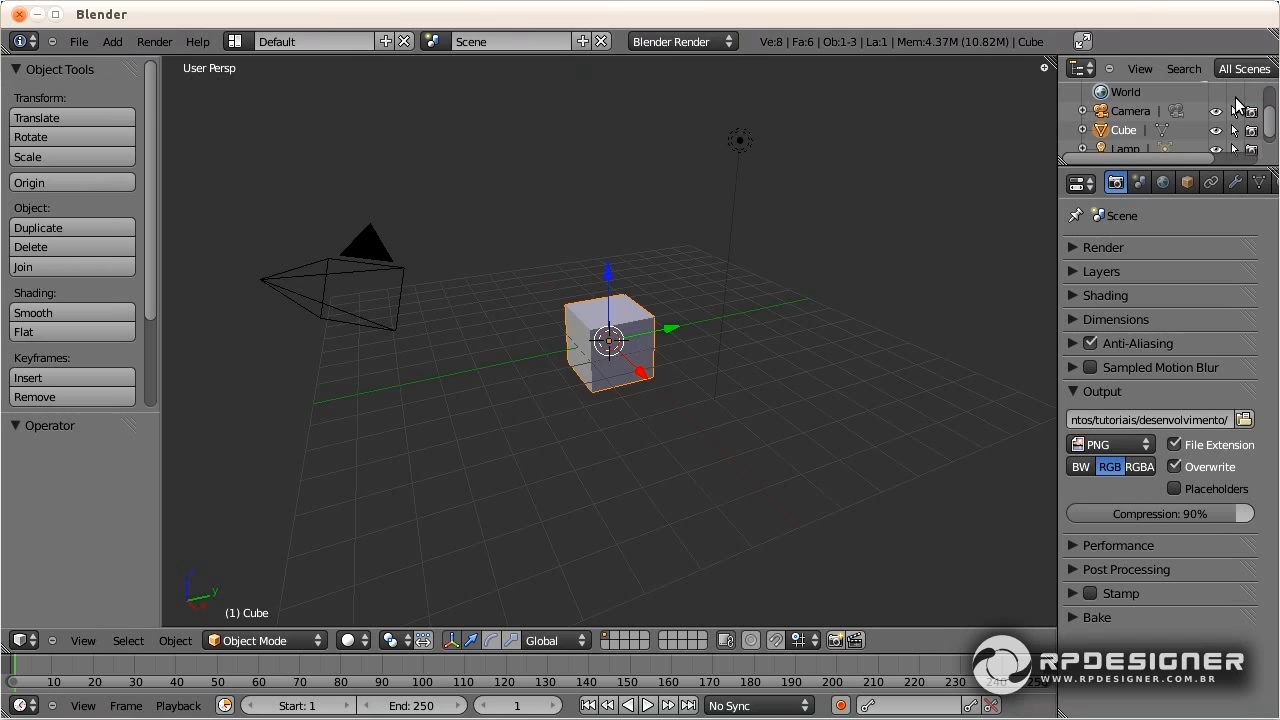 Blender
File Add Render Help Default Scene Blender Render Ve:8 | Fa:6 | Ob:1-3 | La:1 | Mem:4.37M (10.82M) | Cube
Object Tools
Transform:
Translate
Rotate
Scale
Origin
Object:
Duplicate
Delete
Join
Shading:
Smooth
Flat
Keyframes:
Insert
Remove
Operator
User Persp
y
(1) Cube
View Search All Scenes
World
Camera
Cube
Lamp
Scene
Render
Layers
Shading
Dimensions
Anti-Aliasing
Sampled Motion Blur
Output
ntos/tutoriais/desenvolvimento/
PNG File Extension
BW RGB RGBA Overwrite
Placeholders
Compression: 90%
Performance
Post Processing
Stamp
Bake
View Select Object Object Mode Global
0 10 20 30 40 50 60 70 80 90 100 110 120 130 140 150 160 170 180 190 200 210 220 230 240 250
View Frame Playback Start: 1 End: 250 1 No Sync
RPDESIGNER
WWW.RPDESIGNER.COM.BR